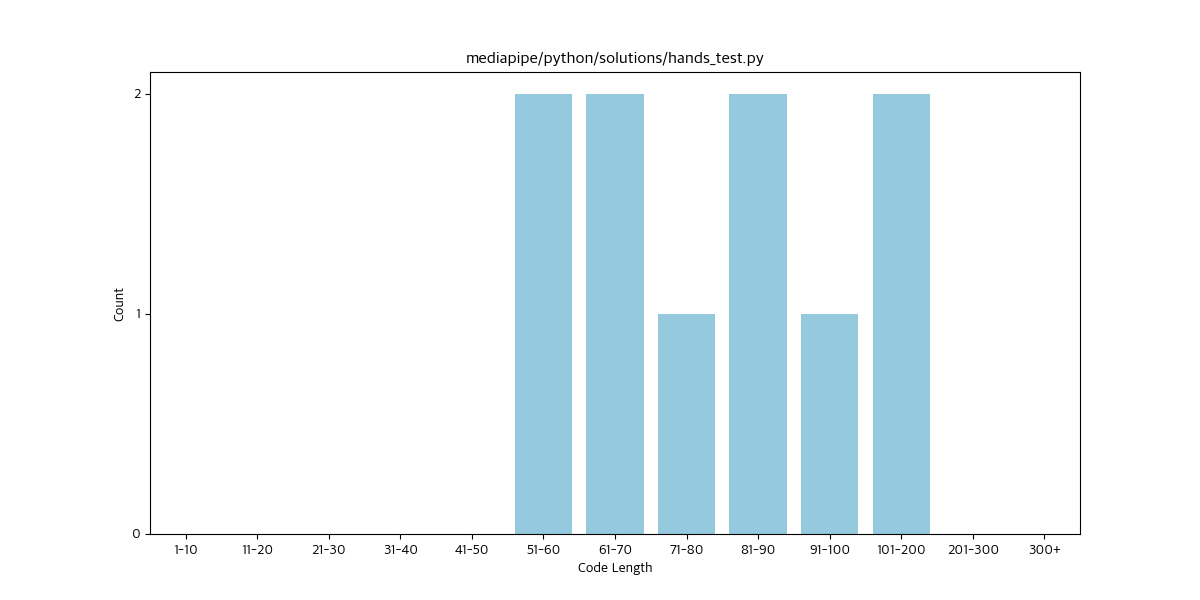 mediapipe/python/solutions/hands_test.py
2
1
0
Count
1-10 11-20 21-30 31-40 41-50 51-60 61-70 71-80 81-90 91-100 101-200 201-300 300+
Code Length